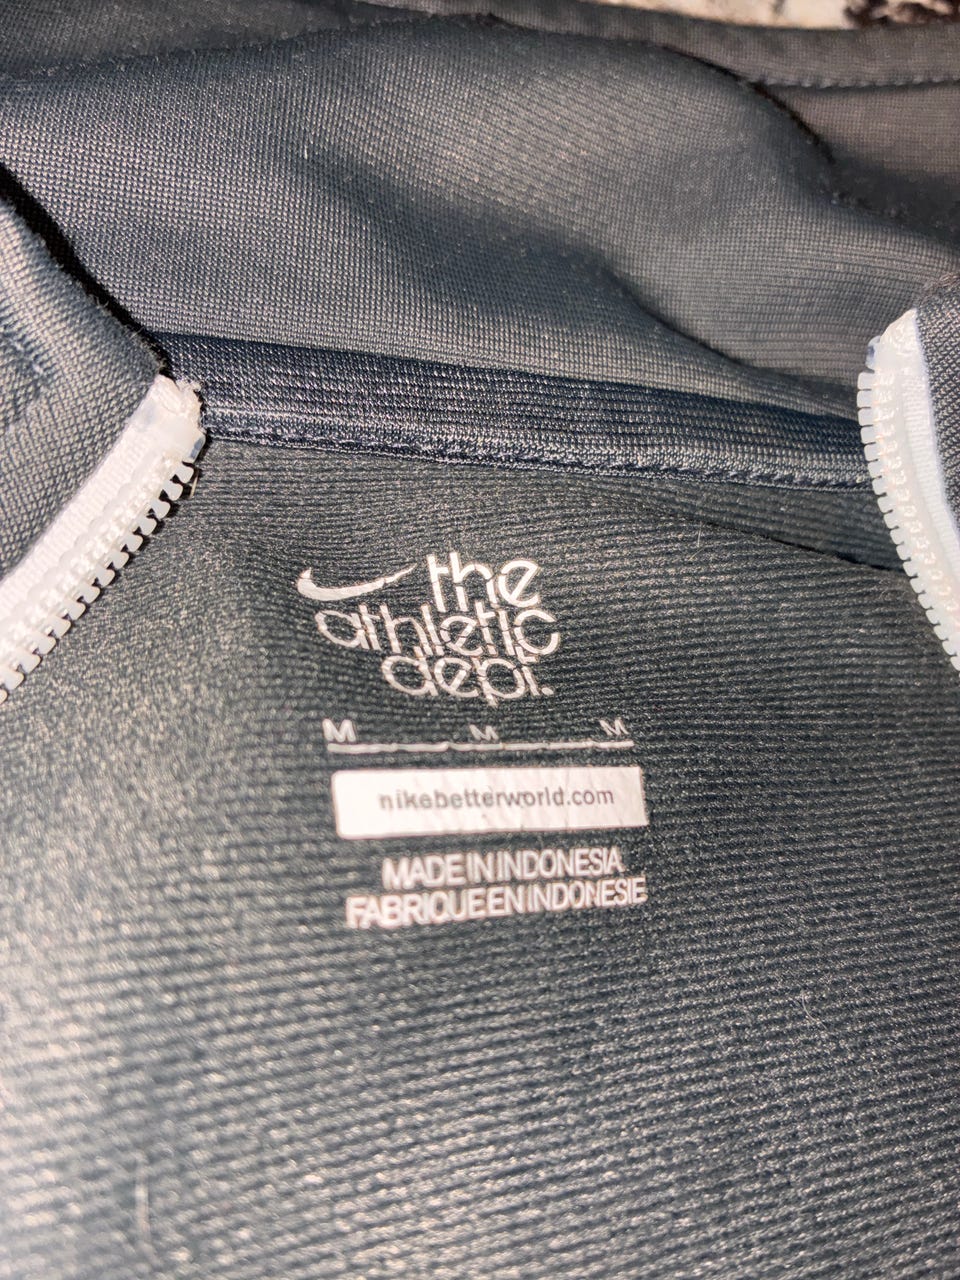 the
athletic
dept.
M M M
nikebetterworld.com
MADE IN INDONESIA
FABRIQUE EN INDONESIE